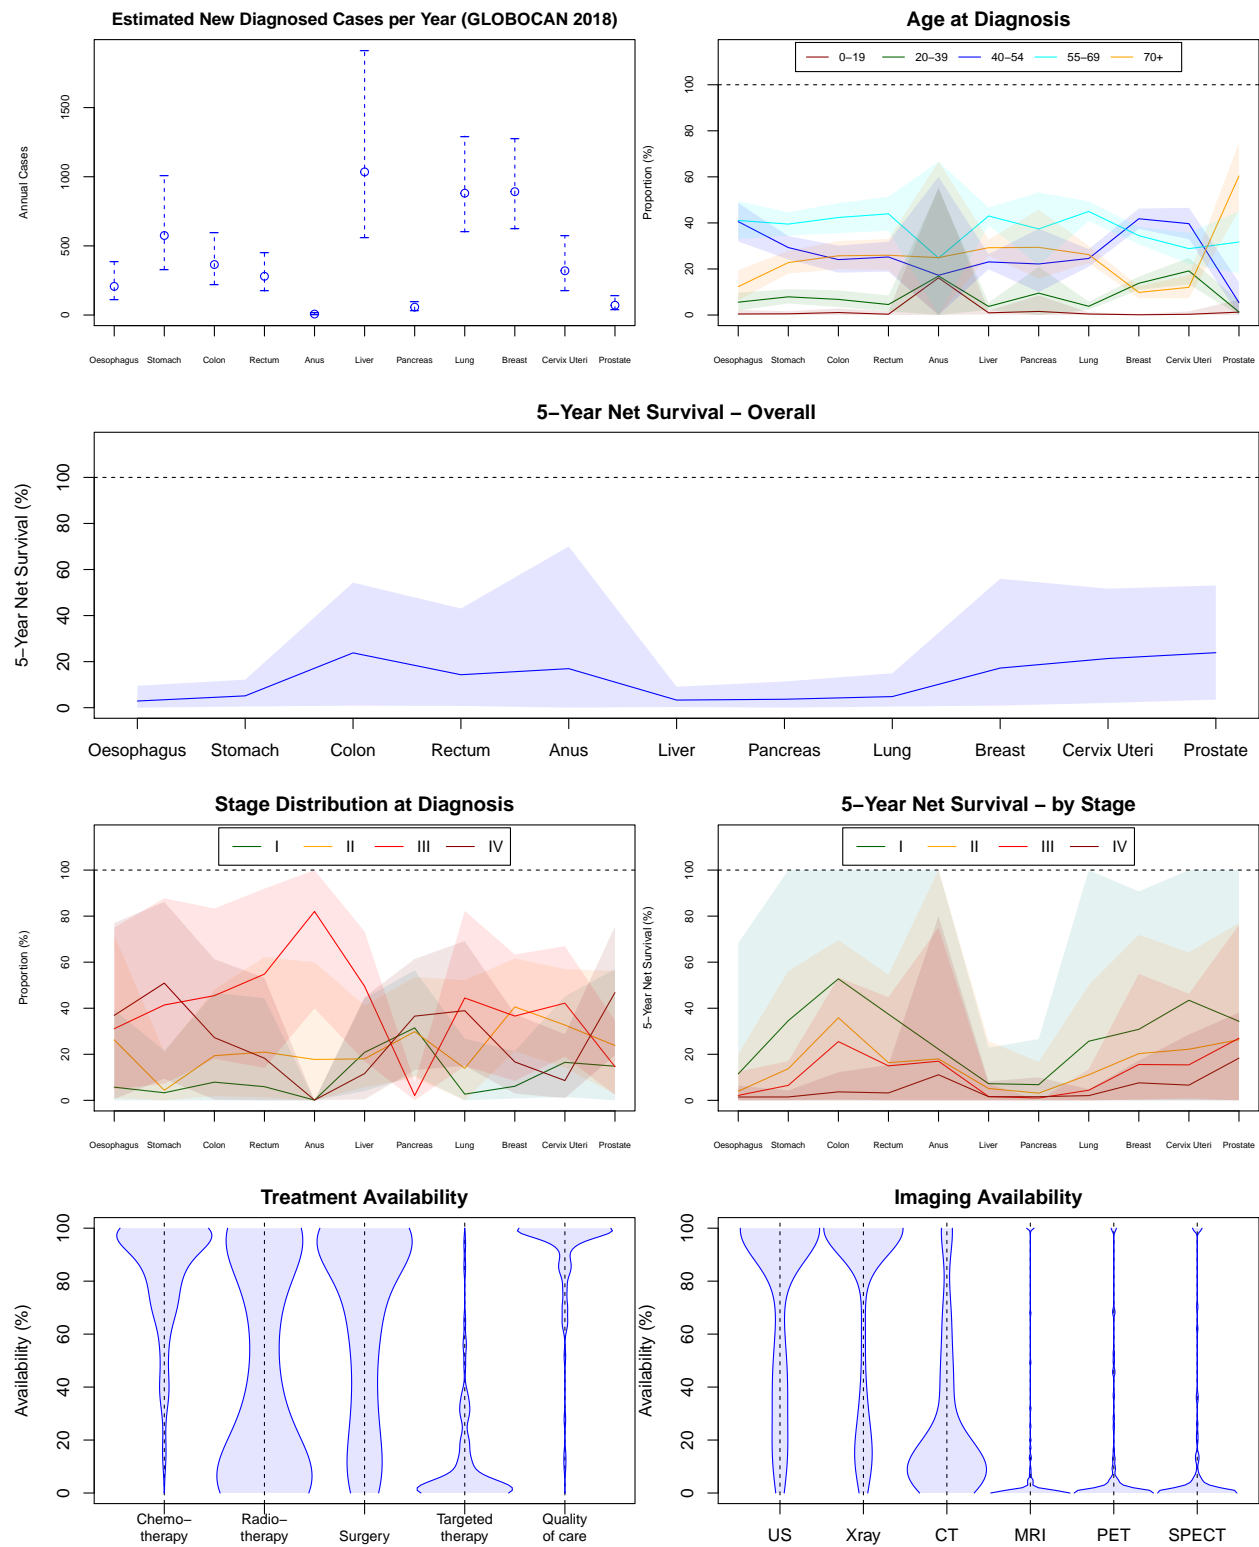 Estimated New Diagnosed Cases per Year (GLOBOCAN 2018)
Annual Cases
0 500 1000 1500
Oesophagus Stomach Colon Rectum Anus Liver Pancreas Lung Breast Cervix Uteri Prostate
Age at Diagnosis
0−19 20−39 40−54 55−69 70+
Proportion (%)
0 20 40 60 80 100
Oesophagus Stomach Colon Rectum Anus Liver Pancreas Lung Breast Cervix Uteri Prostate
5−Year Net Survival − Overall
5−Year Net Survival (%)
0 20 40 60 80 100
Oesophagus Stomach Colon Rectum Anus Liver Pancreas Lung Breast Cervix Uteri Prostate
Stage Distribution at Diagnosis
I II III IV
Proportion (%)
0 20 40 60 80 100
Oesophagus Stomach Colon Rectum Anus Liver Pancreas Lung Breast Cervix Uteri Prostate
5−Year Net Survival − by Stage
I II III IV
5−Year Net Survival (%)
0 20 40 60 80 100
Oesophagus Stomach Colon Rectum Anus Liver Pancreas Lung Breast Cervix Uteri Prostate
Treatment Availability
Availability (%)
0 20 40 60 80 100
Chemo− Radio− Surgery Targeted Quality
therapy therapy therapy of care
Imaging Availability
Availability (%)
0 20 40 60 80 100
US Xray CT MRI PET SPECT